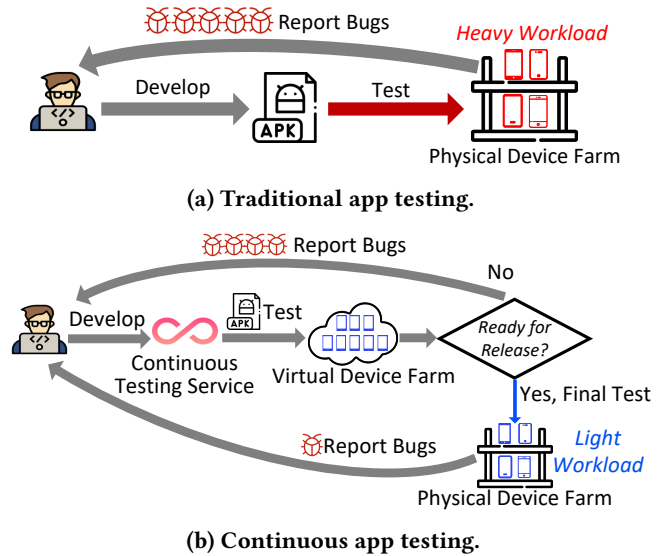 Report Bugs
Heavy Workload
Develop
Test
APK
Physical Device Farm
(a) Traditional app testing.
Report Bugs
No
Develop
APK
Test
Ready for
Release?
Continuous
Testing Service
Virtual Device Farm
Yes, Final Test
Report Bugs
Light
Workload
Physical Device Farm
(b) Continuous app testing.